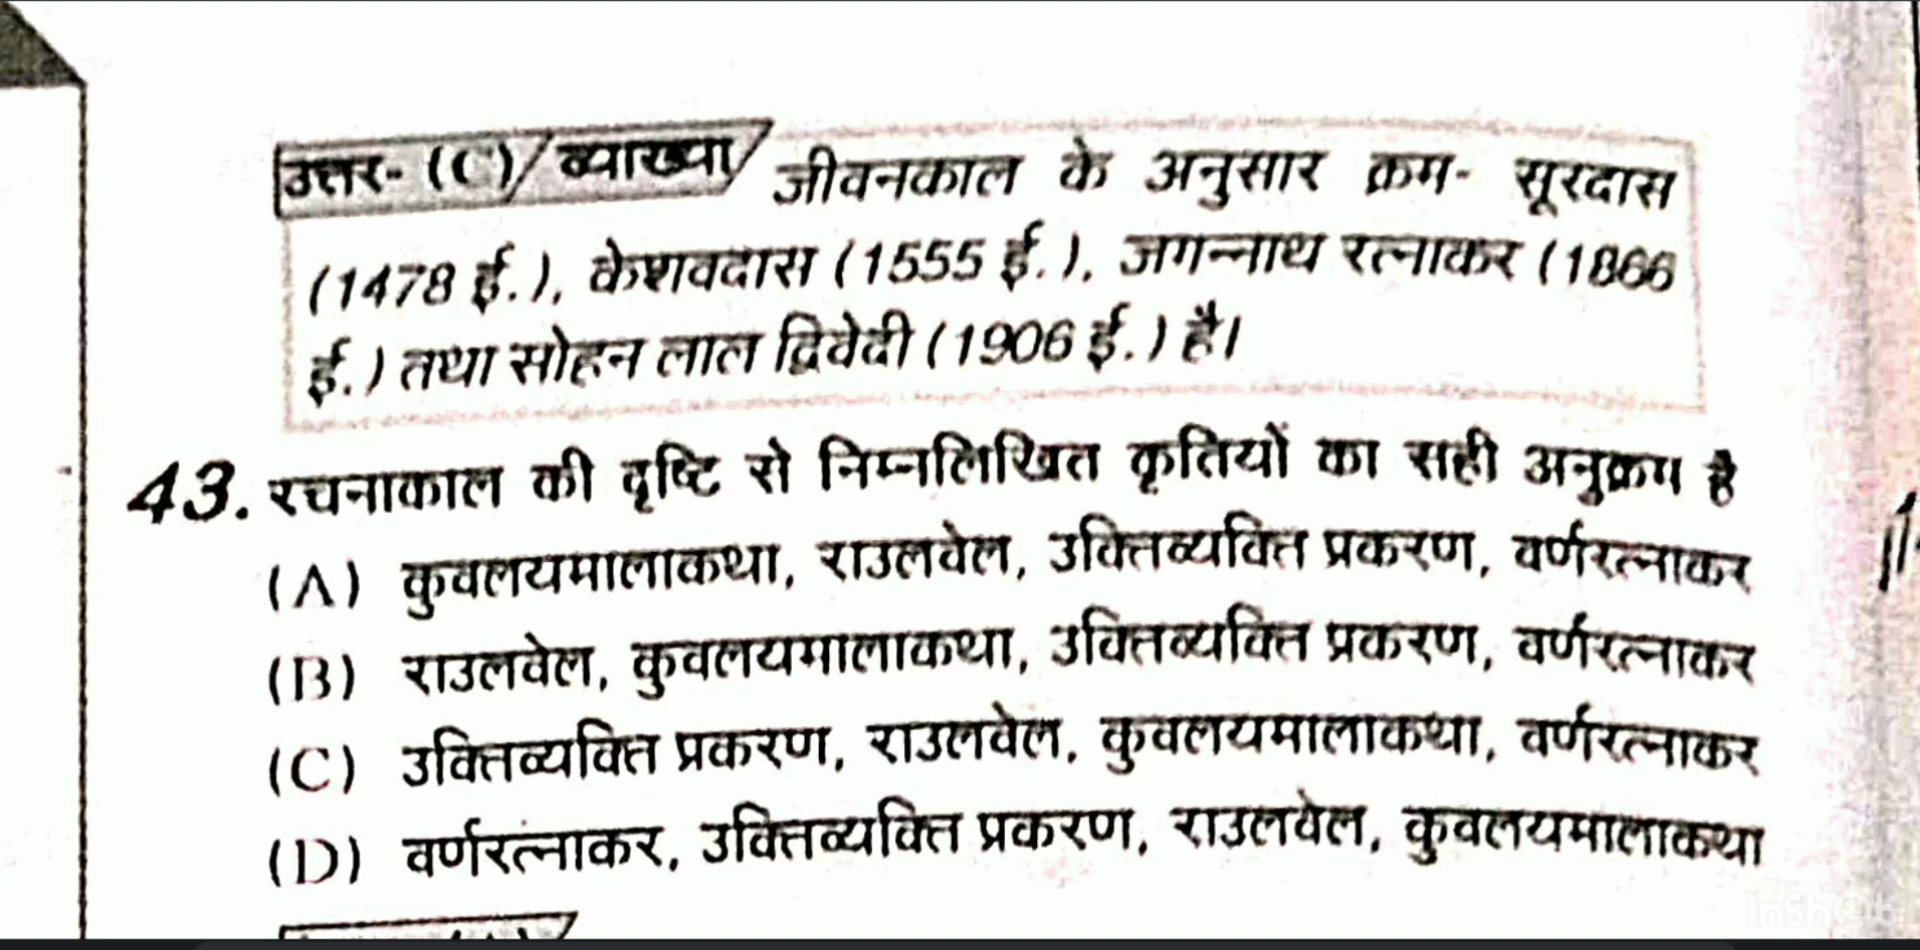 उत्तर- (C)/ व्याख्या/ जीवनकाल के अनुसार क्रम- सूरदास
(1478 ई.), केशवदास (1555 ई.), जगन्नाथ रत्नाकर (1866
ई.) तथा सोहन लाल द्विवेदी (1906 ई.) है।
43. रचनाकाल की दृष्टि से निम्नलिखित कृतियों का सही अनुक्रम है
(A) कुवलयमालाकथा, राउलवेल, उक्तिव्यक्ति प्रकरण, वर्णरत्नाकर
(B) राउलवेल, कुवलयमालाकथा, उक्तिव्यक्ति प्रकरण, वर्णरत्नाकर
(C) उक्तिव्यक्ति प्रकरण, राउलवेल, कुवलयमालाकथा, वर्णरत्नाकर
(D) वर्णरत्नाकर, उक्तिव्यक्ति प्रकरण, राउलवेल, कुवलयमालाकथा
InShot